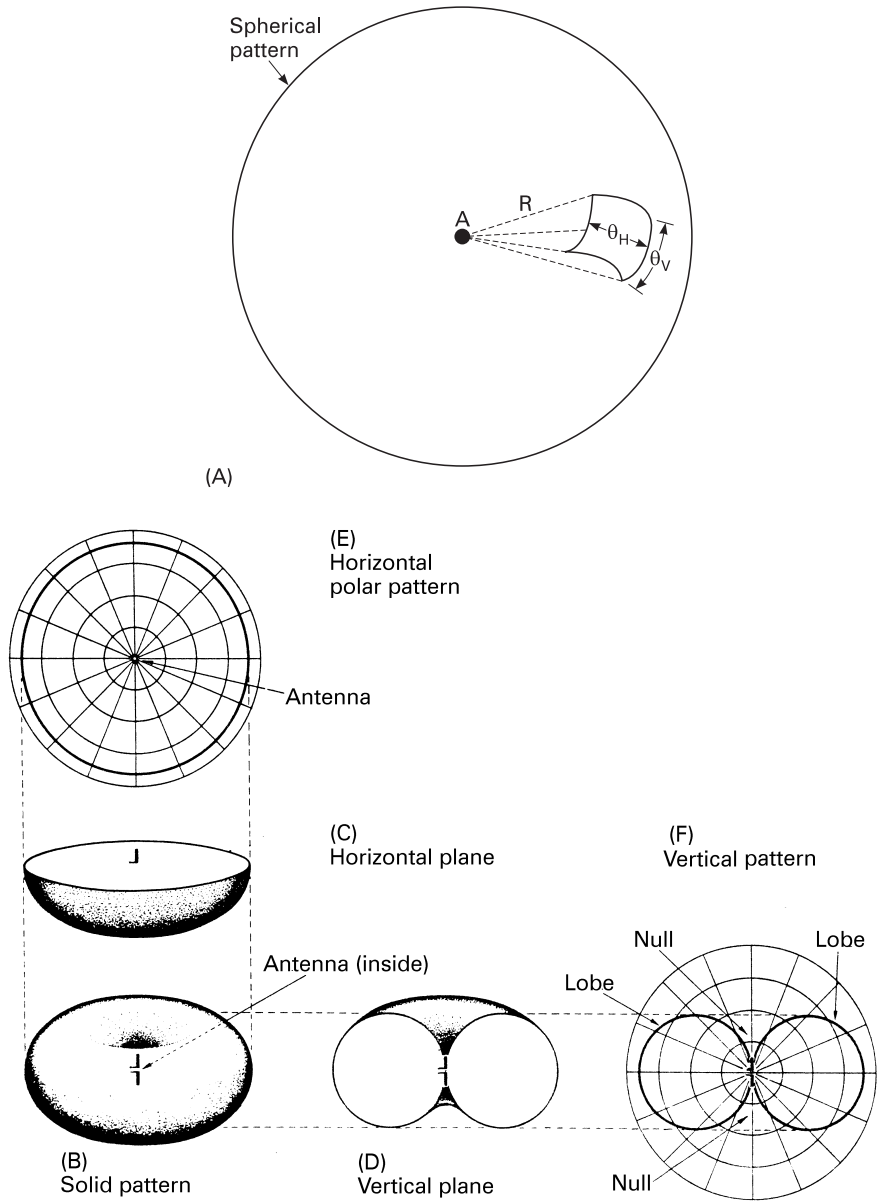 Spherical
pattern
R
A
θH
θV
(A)
(E)
Horizontal
polar pattern
Antenna
(C)
Horizontal plane
(F)
Vertical pattern
Null
Lobe
Antenna (inside)
Lobe
(B)
Solid pattern
(D)
Vertical plane
Null